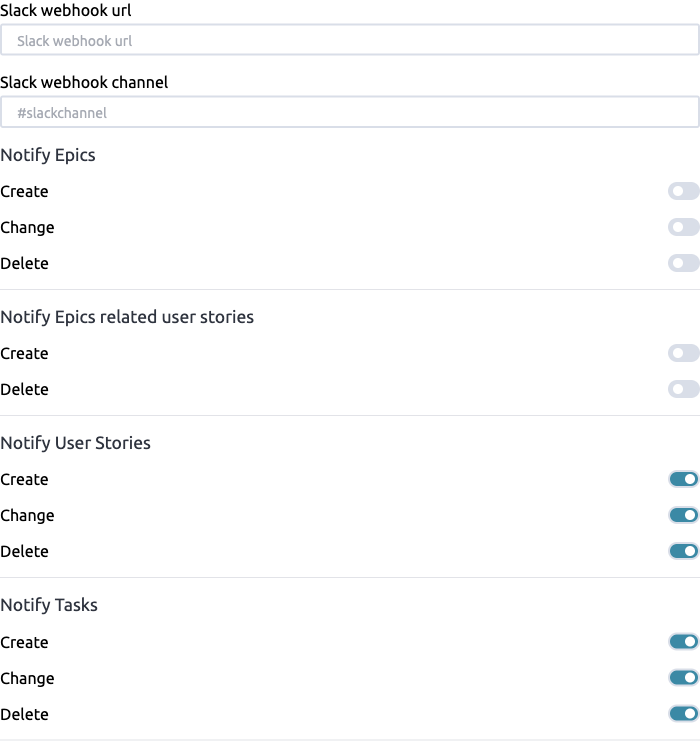 Slack webhook url
Slack webhook url
Slack webhook channel
#slackchannel
Notify Epics
Create
Change
Delete
Notify Epics related user stories
Create
Delete
Notify User Stories
Create
Change
Delete
Notify Tasks
Create
Change
Delete